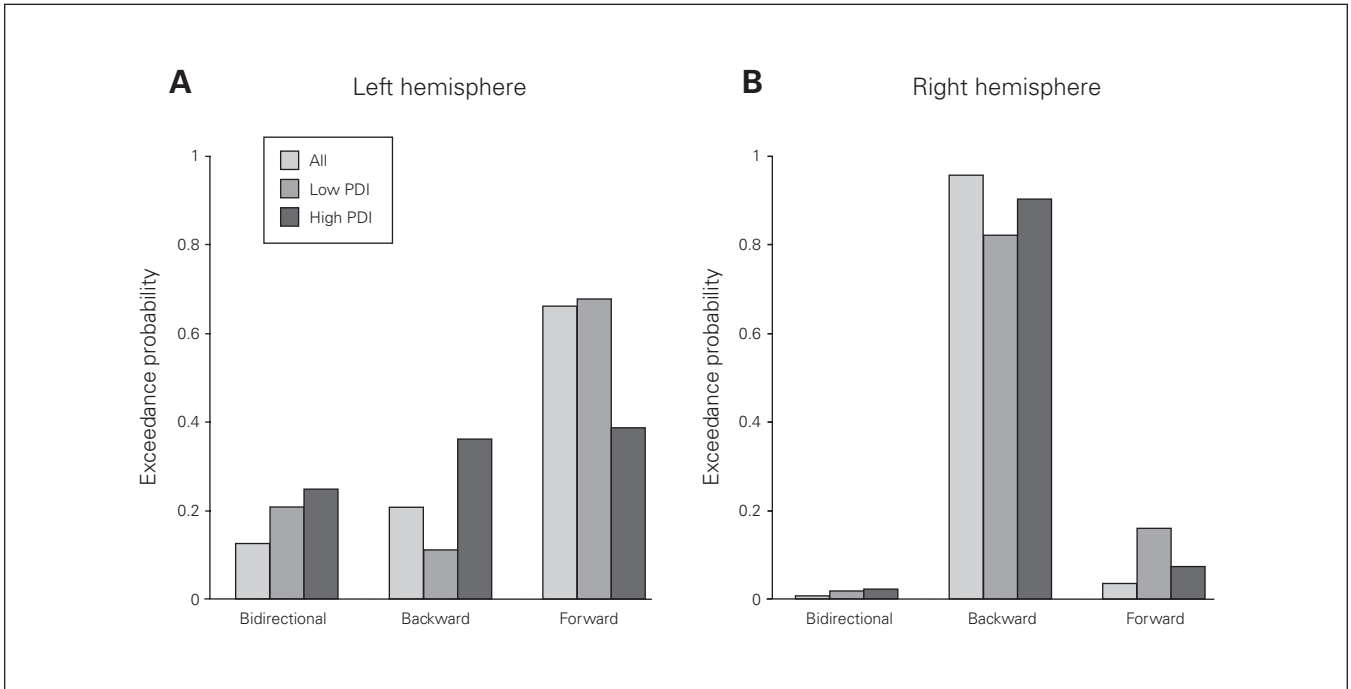 A
Left hemisphere
All
Low PDI
High PDI
Exceedance probability
1
0.8
0.6
0.4
0.2
0
Bidirectional Backward Forward
B
Right hemisphere
Exceedance probability
1
0.8
0.6
0.4
0.2
0
Bidirectional Backward Forward